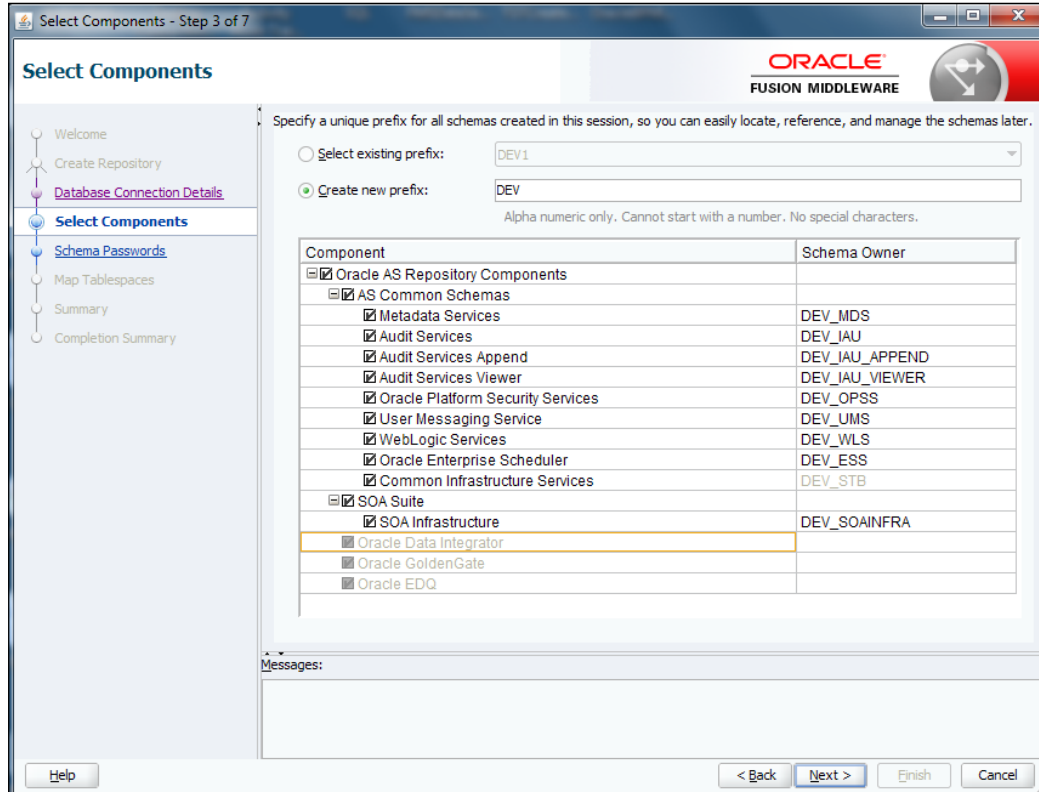 Select Components - Step 3 of 7
Select Components
ORACLE
FUSION MIDDLEWARE
Welcome
Create Repository
Database Connection Details
Select Components
Schema Passwords
Map Tablespaces
Summary
Completion Summary
Specify a unique prefix for all schemas created in this session, so you can easily locate, reference, and manage the schemas later.
Select existing prefix: DEV1
Create new prefix: DEV
Alpha numeric only. Cannot start with a number. No special characters.
Component Schema Owner
Oracle AS Repository Components
AS Common Schemas
Metadata Services DEV_MDS
Audit Services DEV_IAU
Audit Services Append DEV_IAU_APPEND
Audit Services Viewer DEV_IAU_VIEWER
Oracle Platform Security Services DEV_OPSS
User Messaging Service DEV_UMS
WebLogic Services DEV_WLS
Oracle Enterprise Scheduler DEV_ESS
Common Infrastructure Services DEV_STB
SOA Suite
SOA Infrastructure DEV_SOAINFRA
Oracle Data Integrator
Oracle GoldenGate
Oracle EDQ
Messages:
Help < Back Next > Finish Cancel